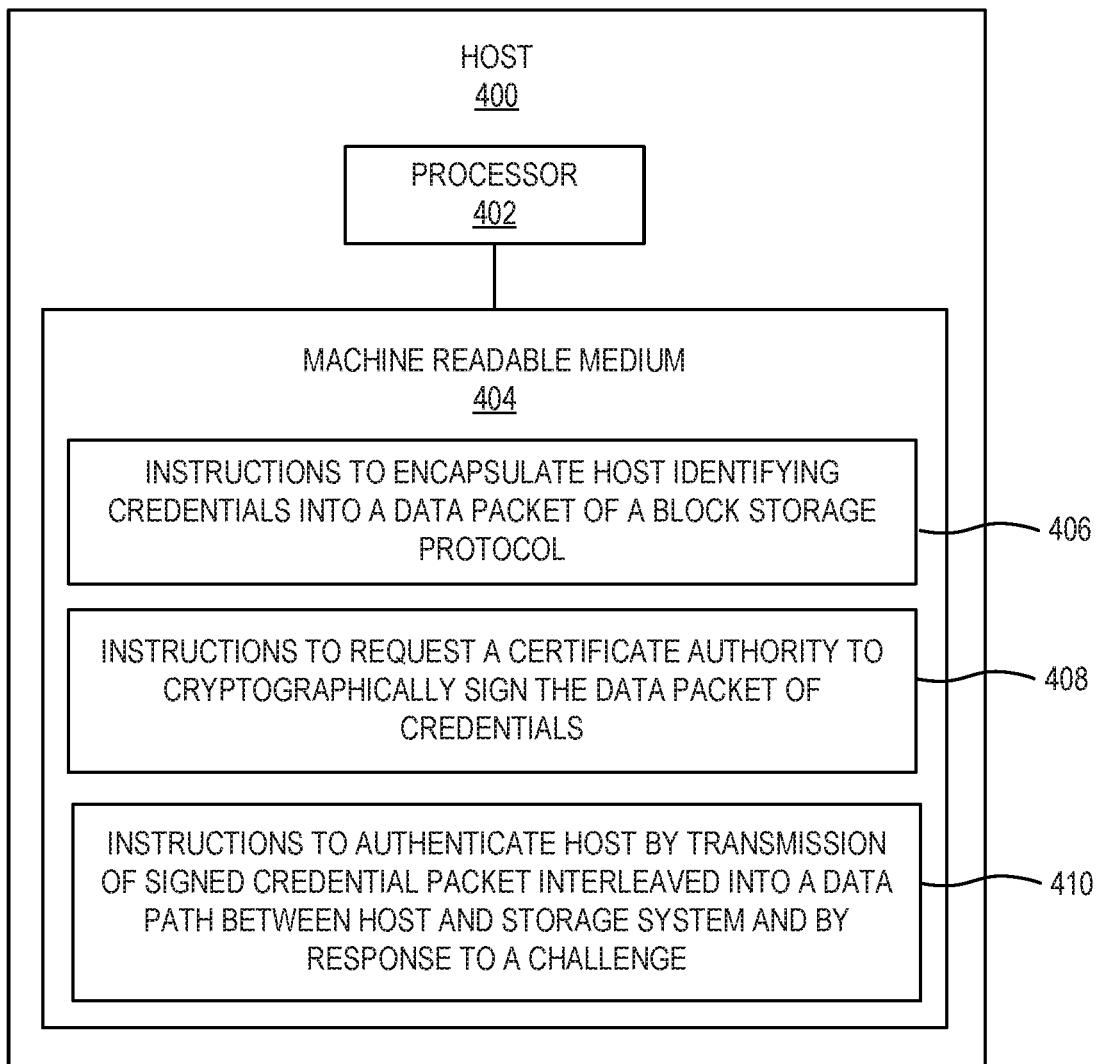 HOST
400
PROCESSOR
402
MACHINE READABLE MEDIUM
404
INSTRUCTIONS TO ENCAPSULATE HOST IDENTIFYING
CREDENTIALS INTO A DATA PACKET OF A BLOCK STORAGE
PROTOCOL
406
INSTRUCTIONS TO REQUEST A CERTIFICATE AUTHORITY TO
CRYPTOGRAPHICALLY SIGN THE DATA PACKET OF
CREDENTIALS
408
INSTRUCTIONS TO AUTHENTICATE HOST BY TRANSMISSION
OF SIGNED CREDENTIAL PACKET INTERLEAVED INTO A DATA
PATH BETWEEN HOST AND STORAGE SYSTEM AND BY
RESPONSE TO A CHALLENGE
410